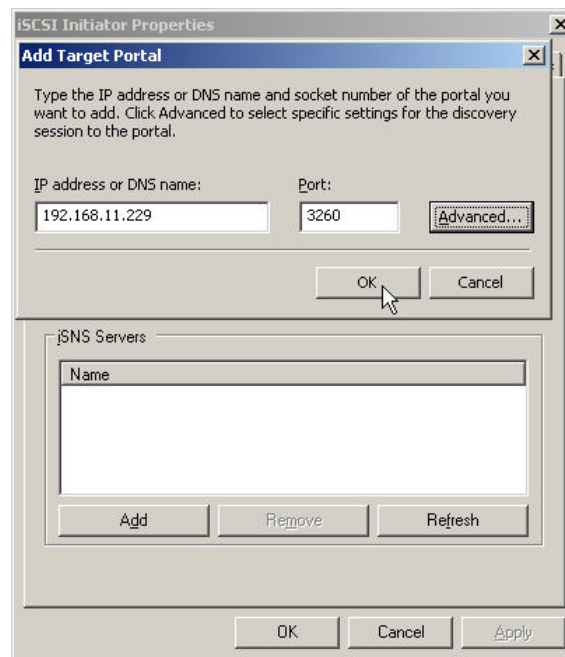 iSCSI Initiator Properties
Add Target Portal
Type the IP address or DNS name and socket number of the portal you
want to add. Click Advanced to select specific settings for the discovery
session to the portal.
IP address or DNS name: Port:
192.168.11.229 3260 Advanced...
OK Cancel
iSNS Servers
Name
Add Remove Refresh
OK Cancel Apply